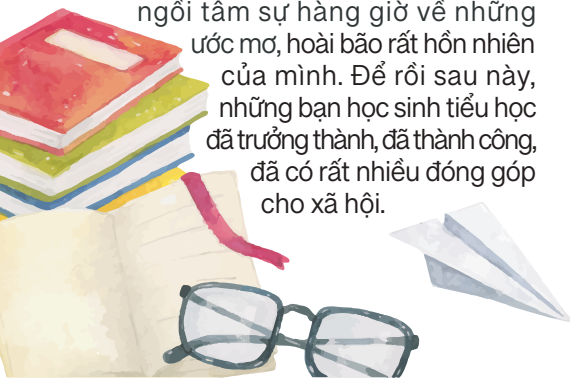 ngồi tâm sự hàng giờ về những
ước mơ, hoài bão rất hồn nhiên
của mình. Để rồi sau này,
những bạn học sinh tiểu học
đã trưởng thành, đã thành công,
đã có rất nhiều đóng góp
cho xã hội.